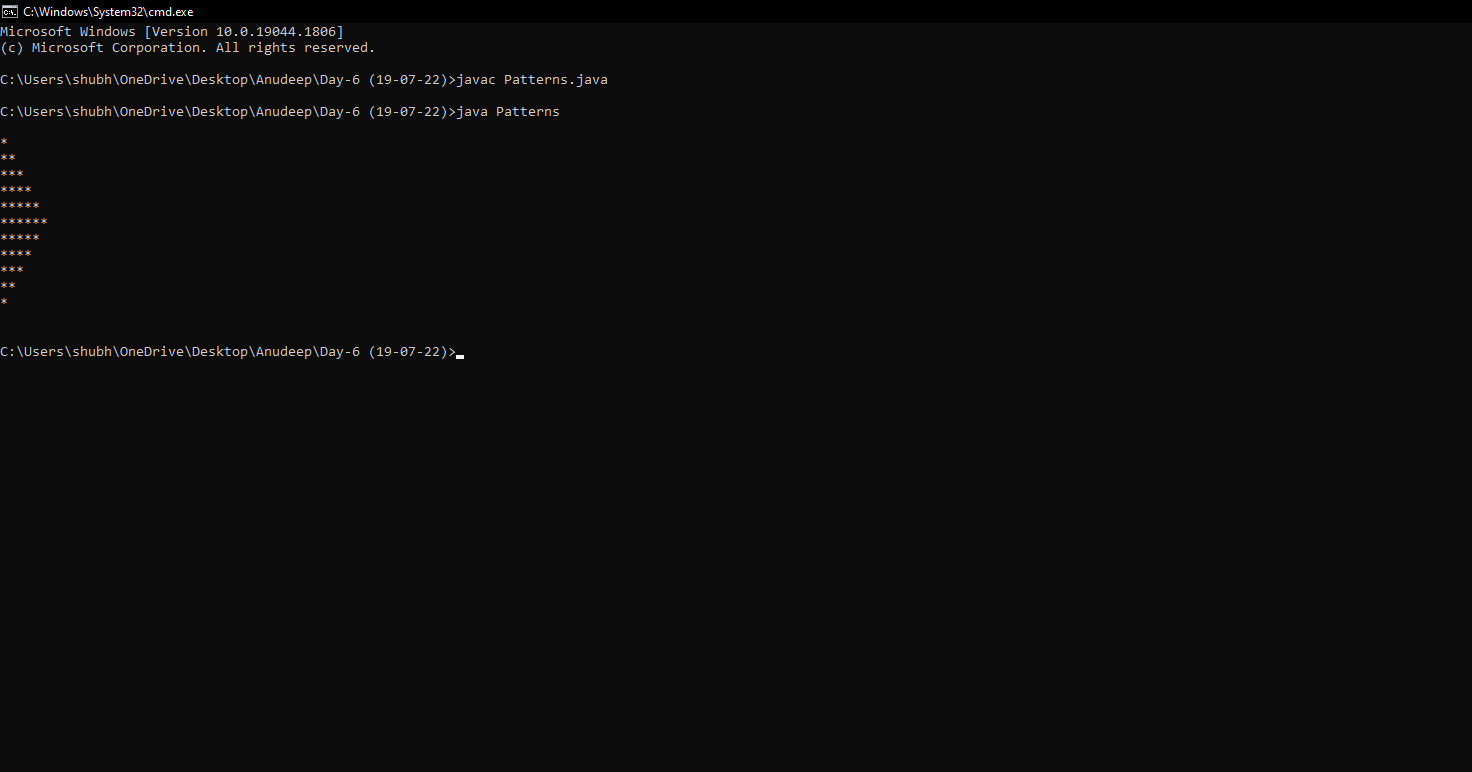 C:\Windows\System32\cmd.exe
Microsoft Windows [Version 10.0.19044.1806]
(c) Microsoft Corporation. All rights reserved.
C:\Users\shubh\OneDrive\Desktop\Anudeep\Day-6 (19-07-22)>javac Patterns.java
C:\Users\shubh\OneDrive\Desktop\Anudeep\Day-6 (19-07-22)>java Patterns
*
**
***
****
*****
******
*****
****
***
**
*
C:\Users\shubh\OneDrive\Desktop\Anudeep\Day-6 (19-07-22)>